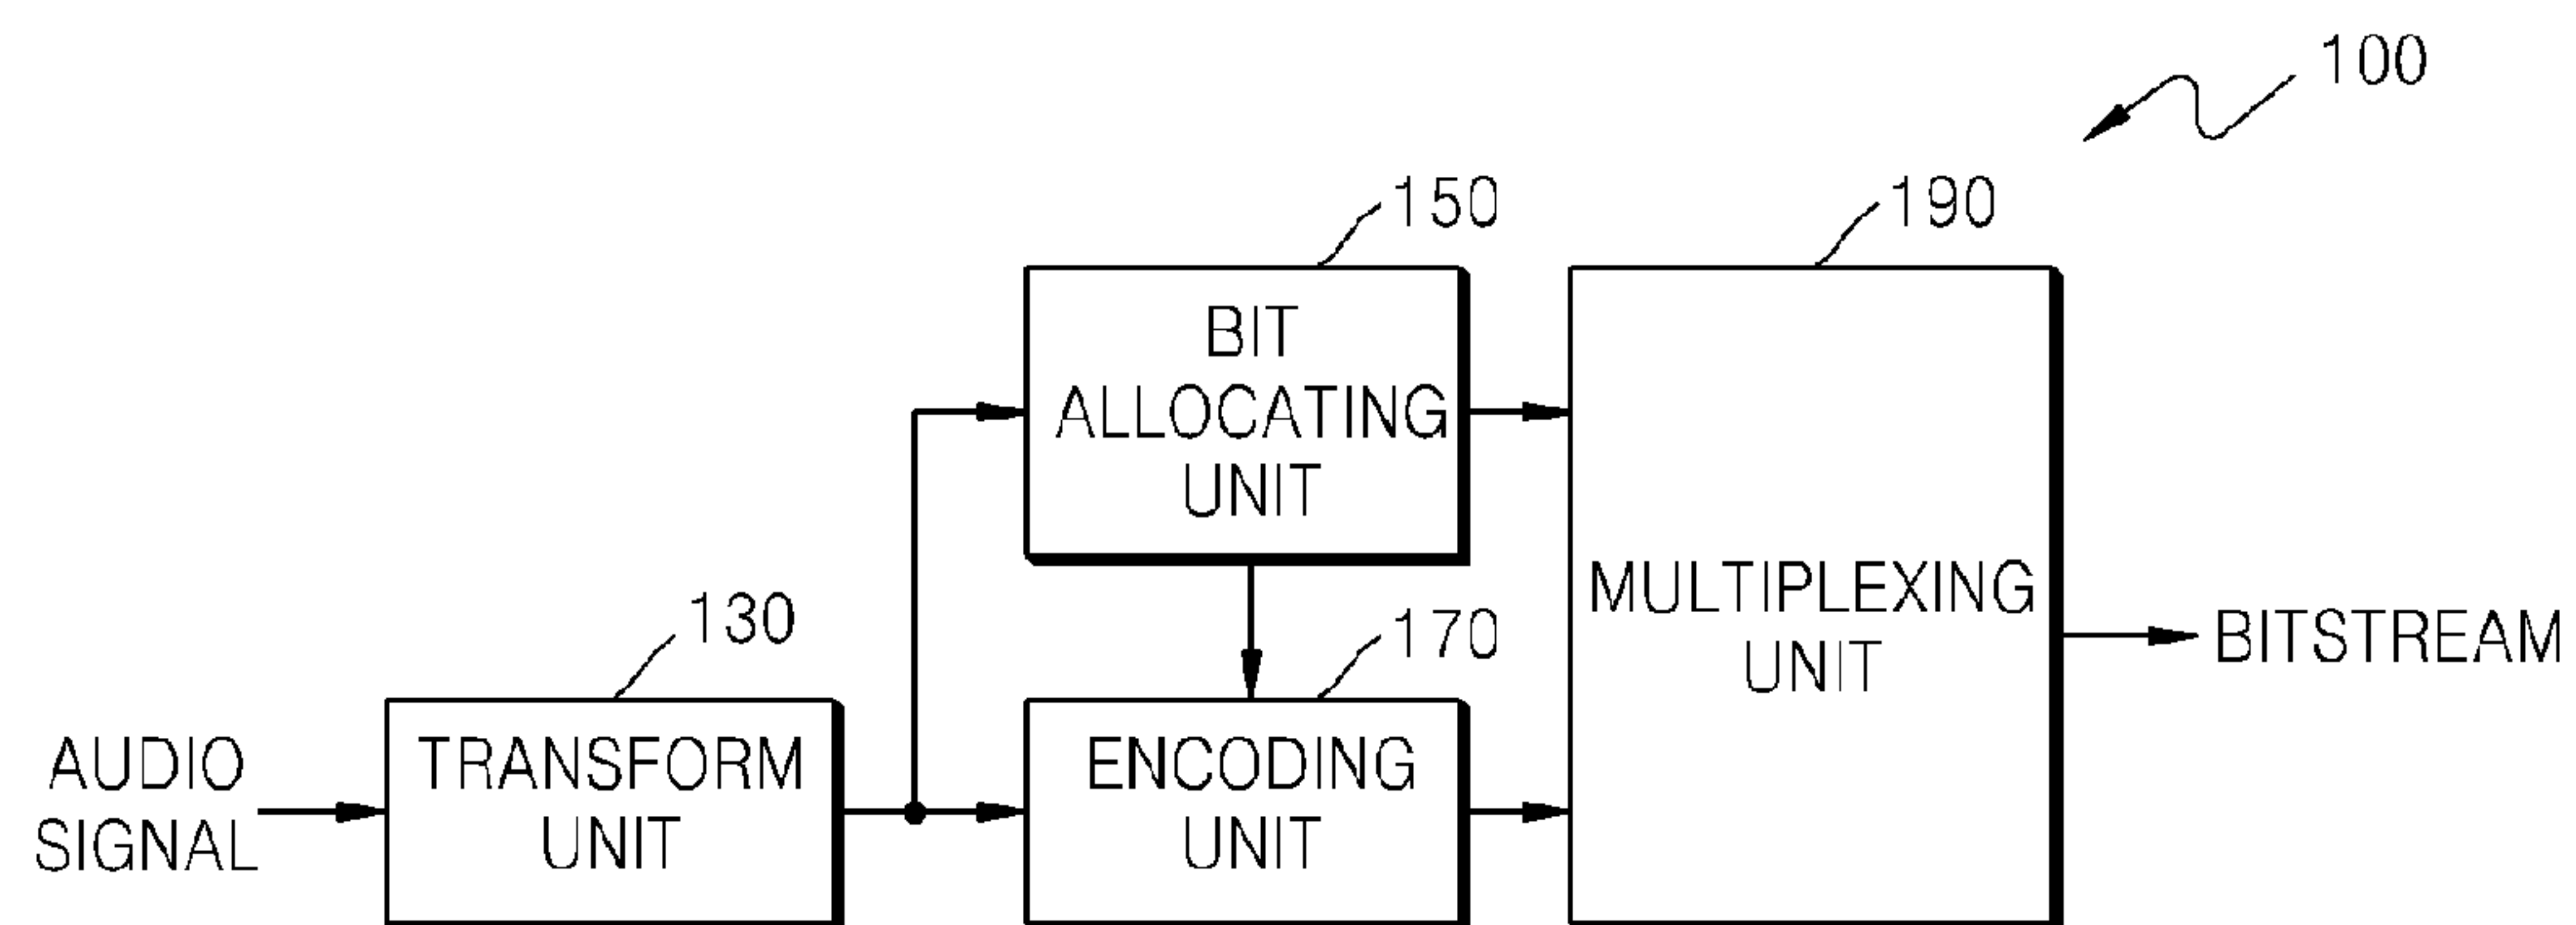 100
150
190
BIT
ALLOCATING
UNIT
MULTIPLEXING
UNIT
BITSTREAM
130
170
AUDIO
SIGNAL
TRANSFORM
UNIT
ENCODING
UNIT